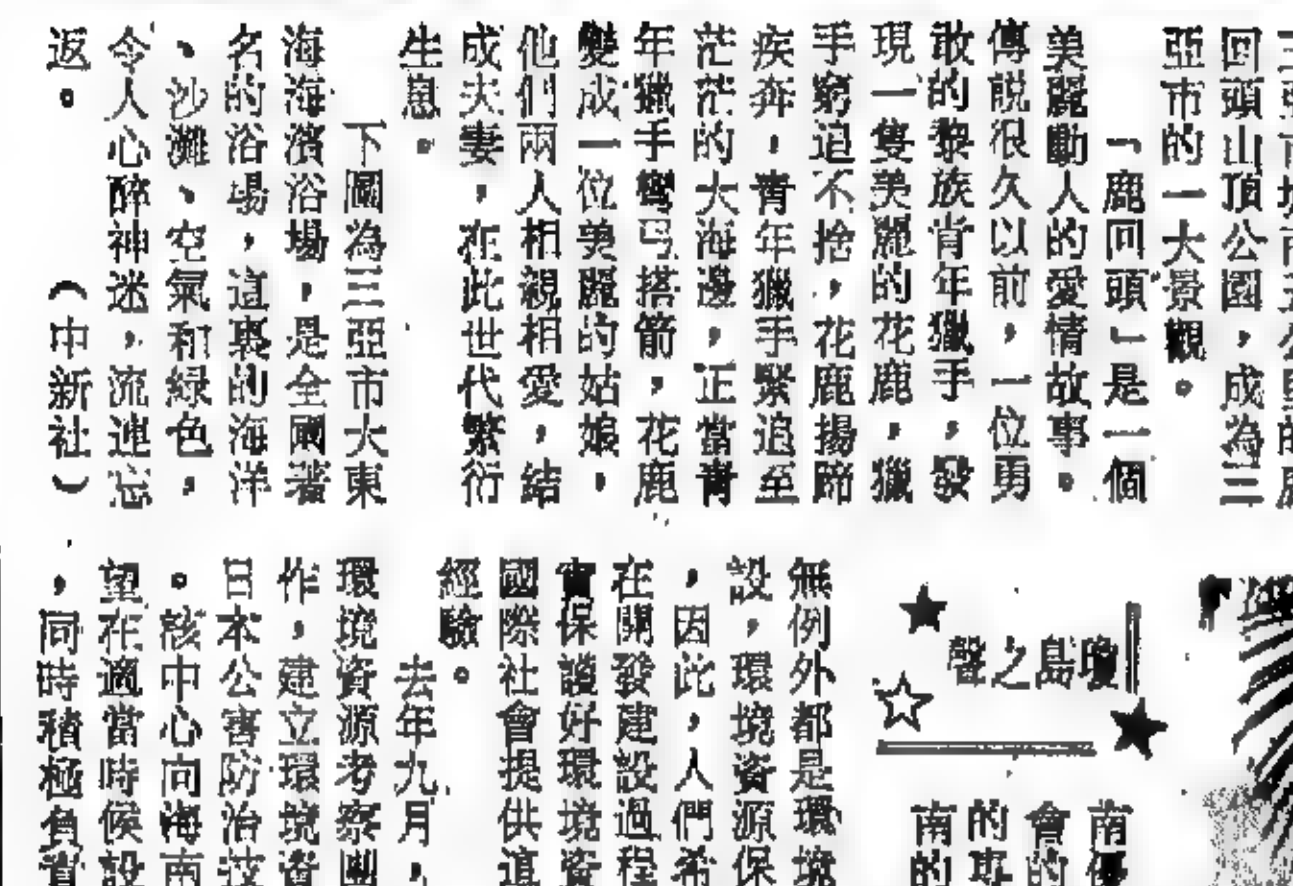 回頭山頂公園，成為三
亞市的一大景觀。
「鹿回頭」是一個
美麗動人的愛情故事。
傳說很久以前，一位勇
敢的黎族青年獵手，發
現一隻美麗的花鹿，獵
手窮追不捨，花鹿揚蹄
疾奔，青年獵手緊追至
茫茫的大海邊，正當青
年獵手彎弓搭箭，花鹿
變成一位美麗的姑娘，
他們兩人相親相愛，結
成夫妻，在此世代繁衍
生息。
下圖為三亞市大東
海海濱浴場，是全國著
名的浴場，這裏的海洋
、沙灘、空氣和綠色，
令人心醉神迷，流連忘
返。（中新社）
瓊島之聲
南優
會的
的專
南的
無例外都是環境
設，環境資源保
，因此，人們希
在開發建設過程
實保護好環境資
國際社會提供這
經驗。
去年九月，
環境資源考察團
作，建立環境資
日本公害防治技
。該中心向海南
望在適當時候設
，同時積極負責